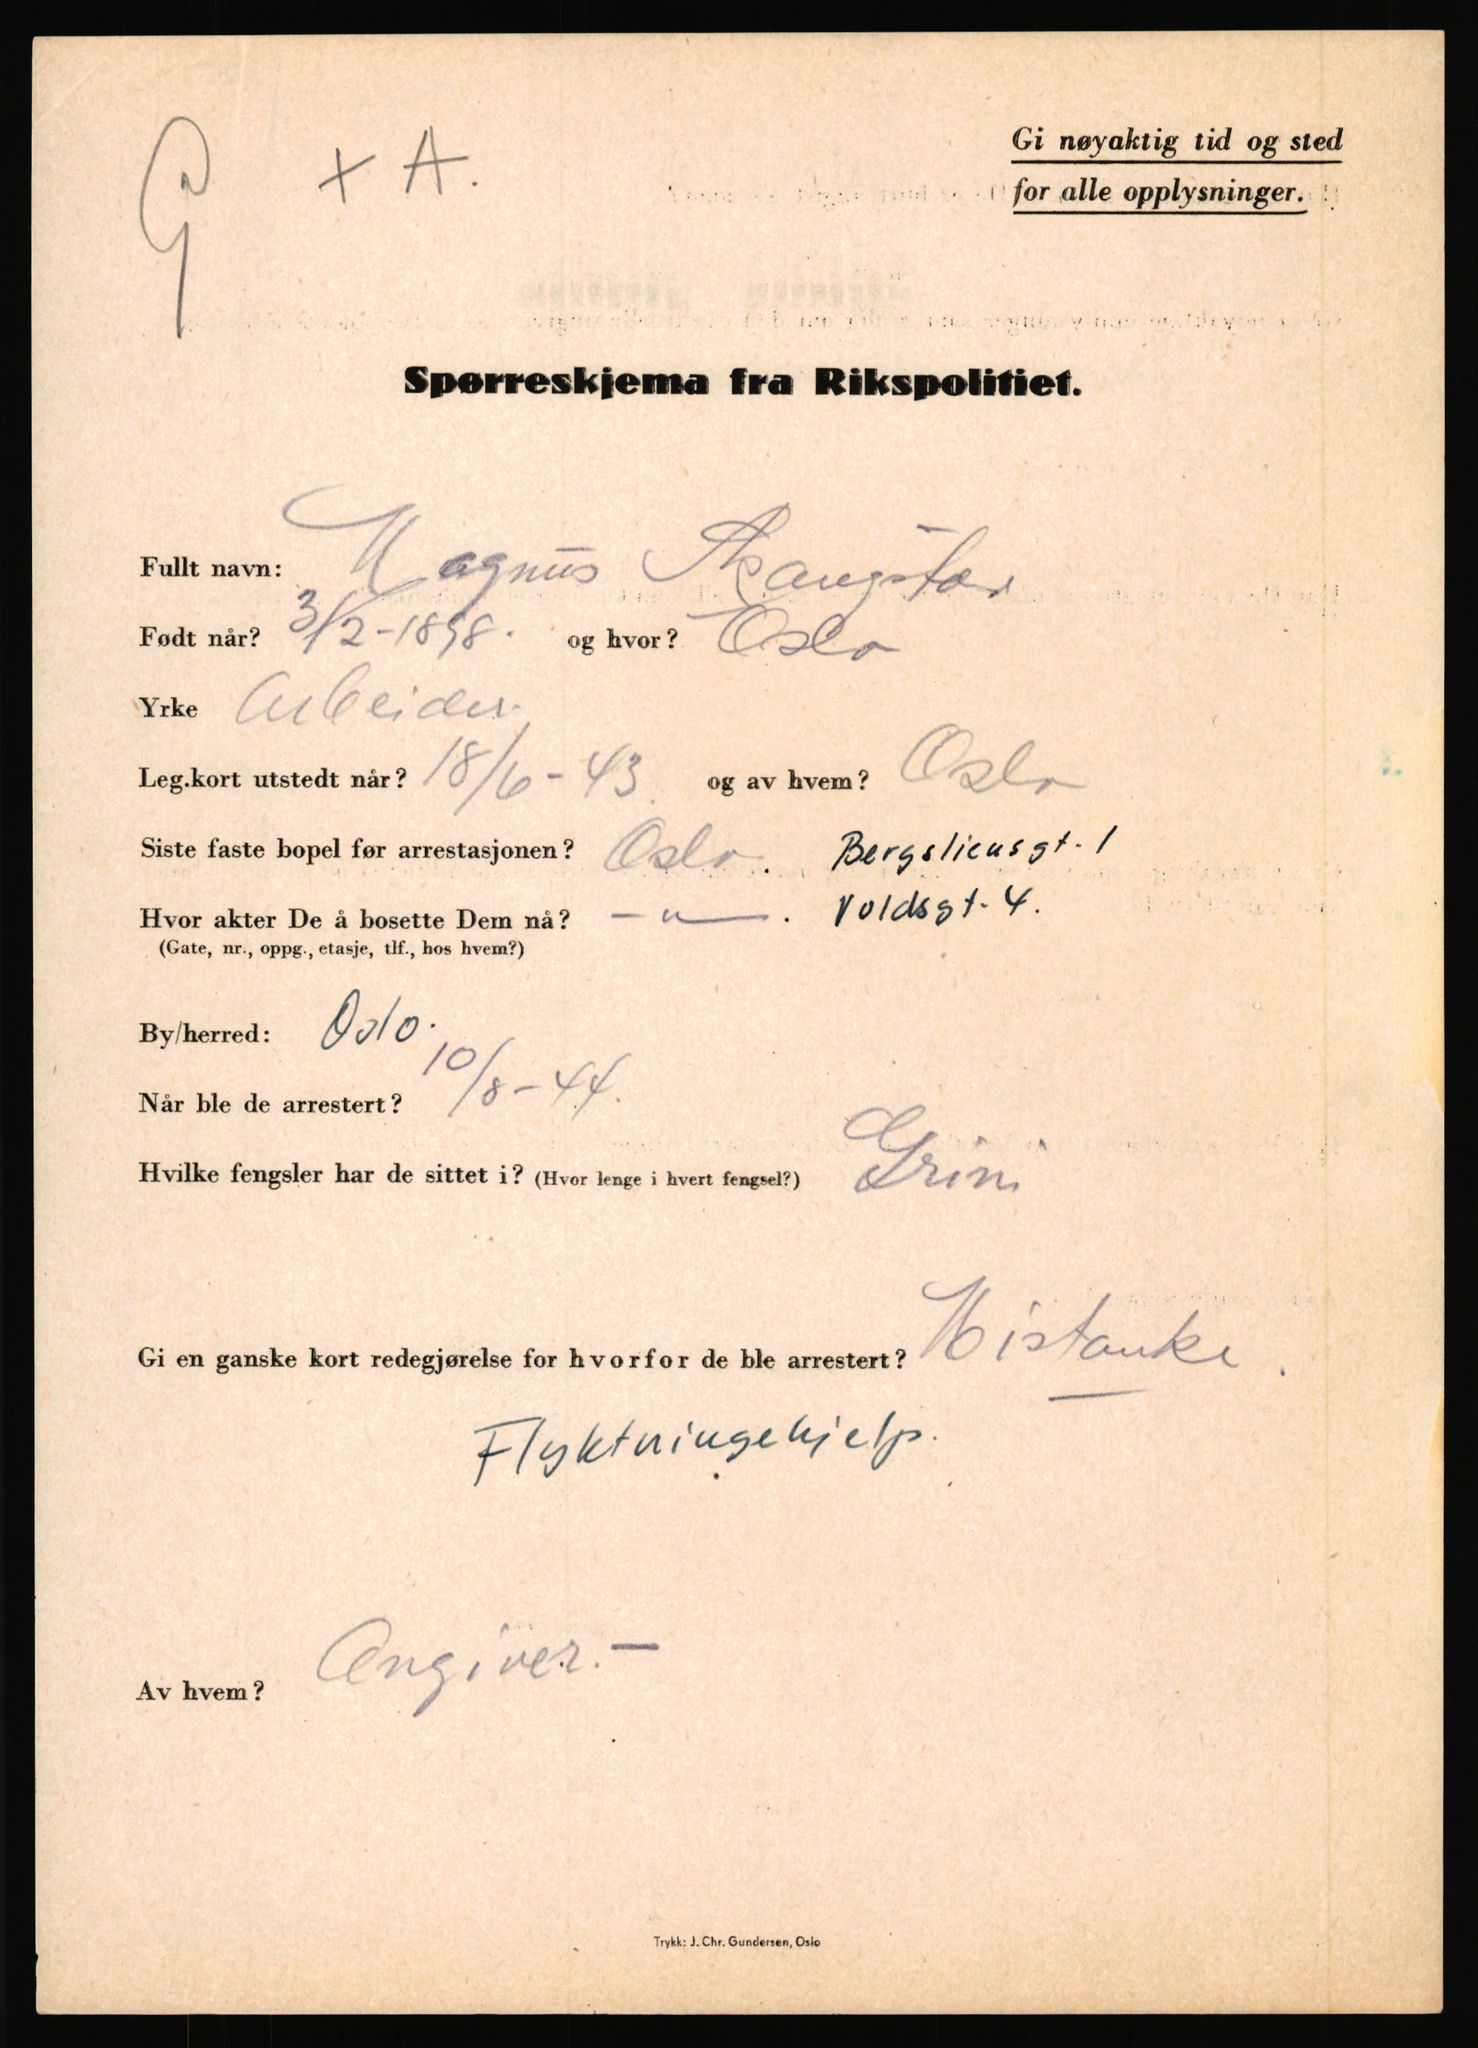 G + A.
Gi nøyaktig tid og sted
for alle opplysninger.
Spørreskjema fra Rikspolitiet.
Fullt navn: Magnus
Født når? 3/2-1898. og hvor? Oslo
Yrke Arbeider.
Leg.kort utstedt når? 18/6-43. og av hvem? Oslo
Siste faste bopel før arrestasjonen? Oslo. Bergsliensgt. 1
Hvor akter De å bosette Dem nå? -"-. Voldsgt. 4.
(Gate, nr., oppg., etasje, tlf., hos hvem?)
By/herred: Oslo.
Når ble de arrestert? 10/8-44.
Hvilke fengsler har de sittet i? (Hvor lenge i hvert fengsel?) Grini
Gi en ganske kort redegjørelse for hvorfor de ble arrestert? Mistanke.
Flyktningehjelp.
Av hvem? Angiver.-
Trykk: J. Chr. Gundersen, Oslo